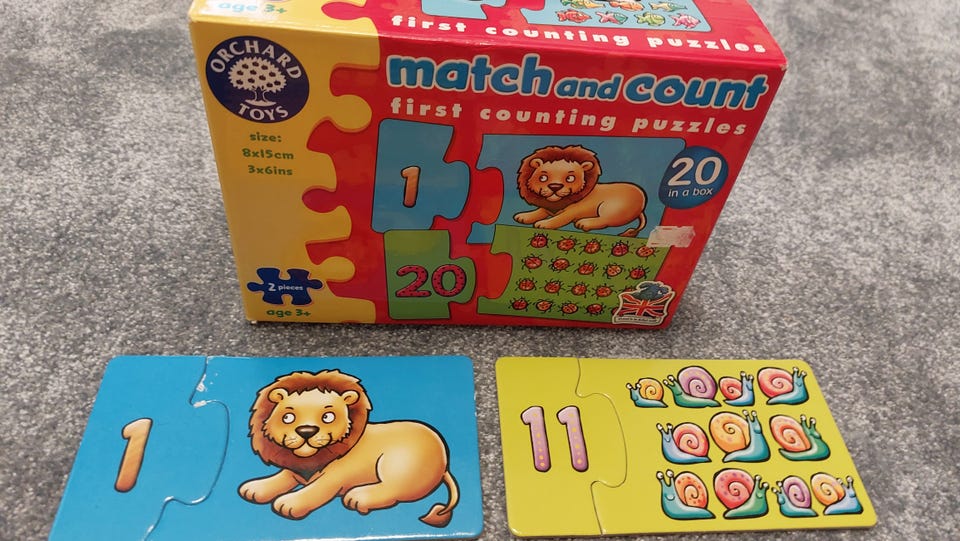 age 3+
first counting puzzles
ORCHARD
TOYS
match and count
first counting puzzles
size:
8x15cm
3x6ins
1
20
in a box
20
2 pieces
age 3+
1
11